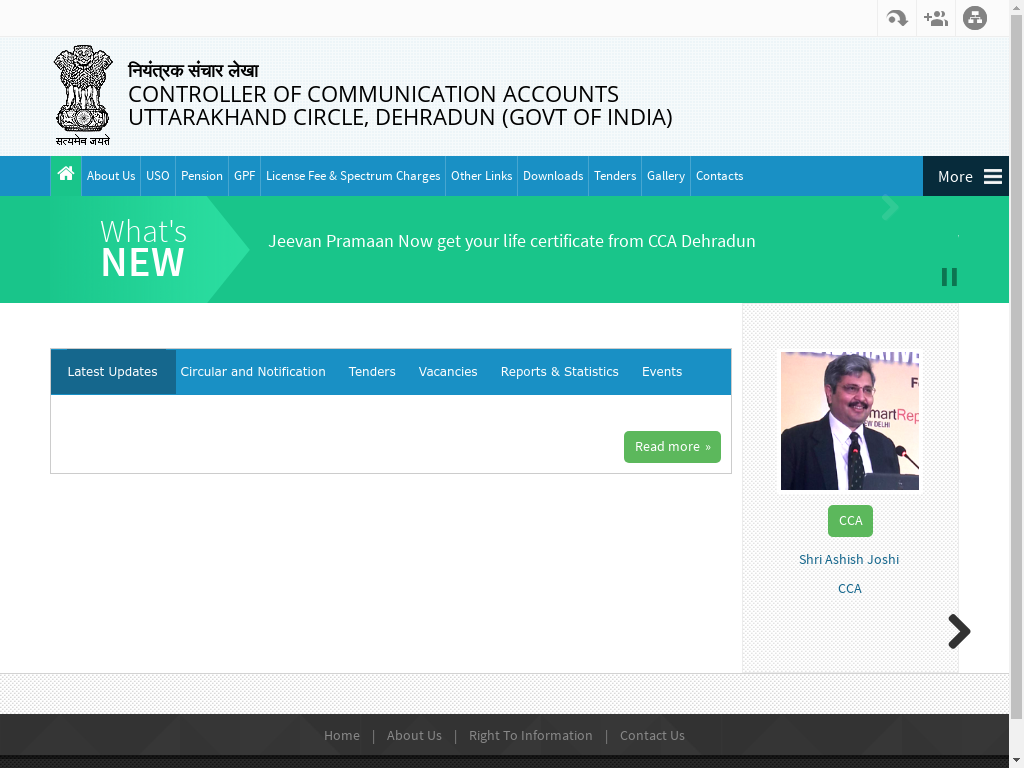 नियंत्रक संचार लेखा
CONTROLLER OF COMMUNICATION ACCOUNTS
UTTARAKHAND CIRCLE, DEHRADUN (GOVT OF INDIA)
सत्यमेव जयते
About Us USO Pension GPF License Fee & Spectrum Charges Other Links Downloads Tenders Gallery Contacts More
What's
NEW
Jeevan Pramaan Now get your life certificate from CCA Dehradun
Latest Updates Circular and Notification Tenders Vacancies Reports & Statistics Events
Read more »
CCA
Shri Ashish Joshi
CCA
Home | About Us | Right To Information | Contact Us